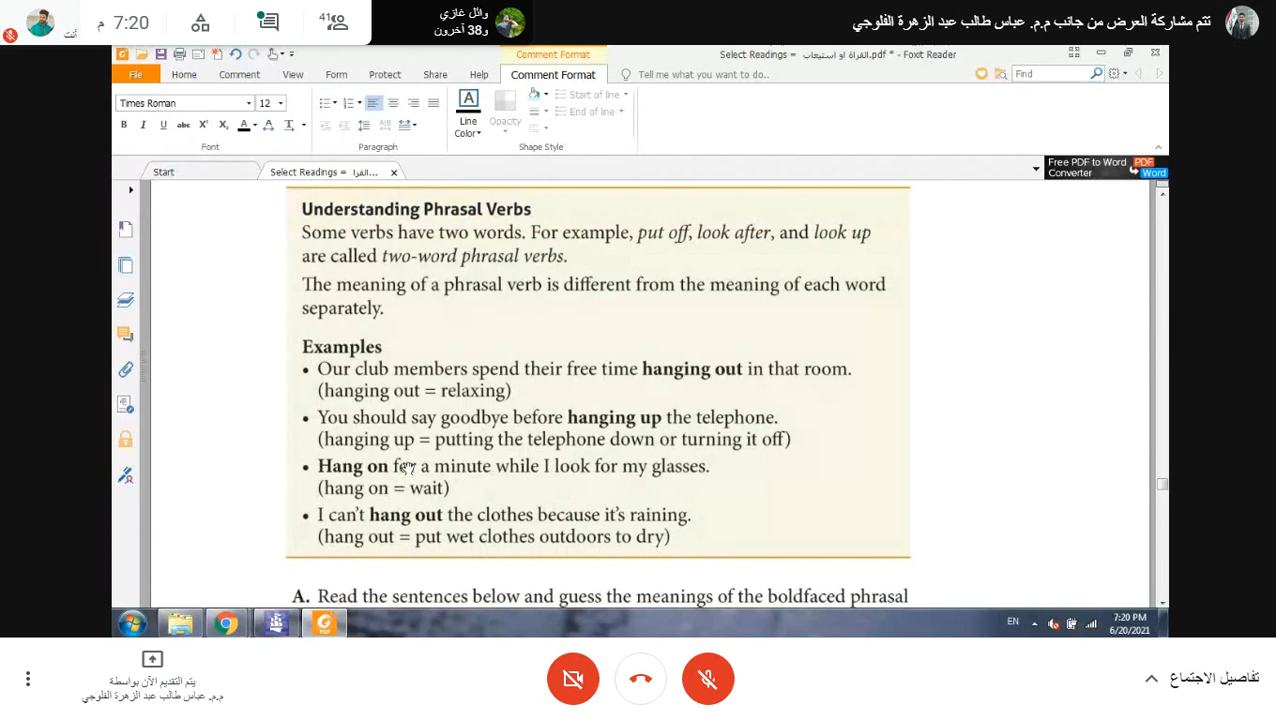 أنت
7:20 م
41
وائل غازي
و38 آخرون
تتم مشاركة العرض من جانب م.م. عباس طالب عبد الزهرة الفلوجي
Comment Format
Select Readings = القراة او استيعاب.pdf * - Foxit Reader
File Home Comment View Form Protect Share Help Comment Format Tell me what you want to do.. Find
Times Roman 12
Line Color
Opacity
Start of line
End of line
B I U abc X² X₂ A A T
Font Paragraph Shape Style
Start Select Readings = القرا...
Free PDF to Word Converter PDF Word
Understanding Phrasal Verbs
Some verbs have two words. For example, put off, look after, and look up
are called two-word phrasal verbs.
The meaning of a phrasal verb is different from the meaning of each word
separately.
Examples
• Our club members spend their free time hanging out in that room.
(hanging out = relaxing)
• You should say goodbye before hanging up the telephone.
(hanging up = putting the telephone down or turning it off)
• Hang on for a minute while I look for my glasses.
(hang on = wait)
• I can't hang out the clothes because it's raining.
(hang out = put wet clothes outdoors to dry)
A. Read the sentences below and guess the meanings of the boldfaced phrasal
EN
7:20 PM
6/20/2021
يتم التقديم الآن بواسطة
م.م. عباس طالب عبد الزهرة الفلوجي
تفاصيل الاجتماع